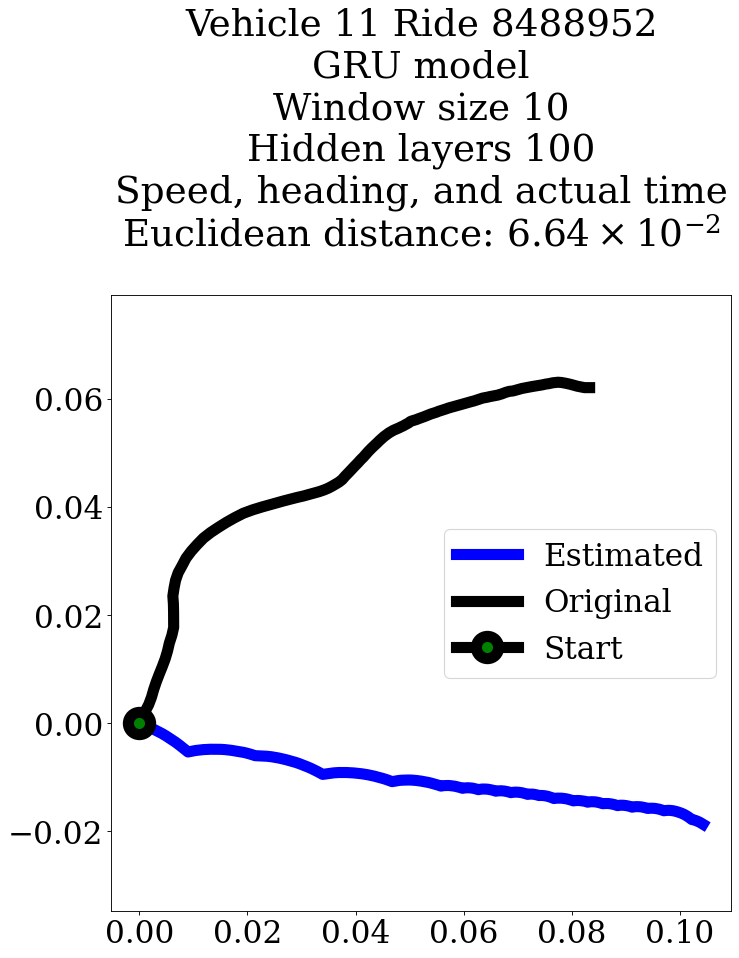 Vehicle 11 Ride 8488952
GRU model
Window size 10
Hidden layers 100
Speed, heading, and actual time
Euclidean distance: 6.64 × 10⁻²
0.06
0.04
0.02
0.00
−0.02
Estimated
Original
Start
0.00 0.02 0.04 0.06 0.08 0.10